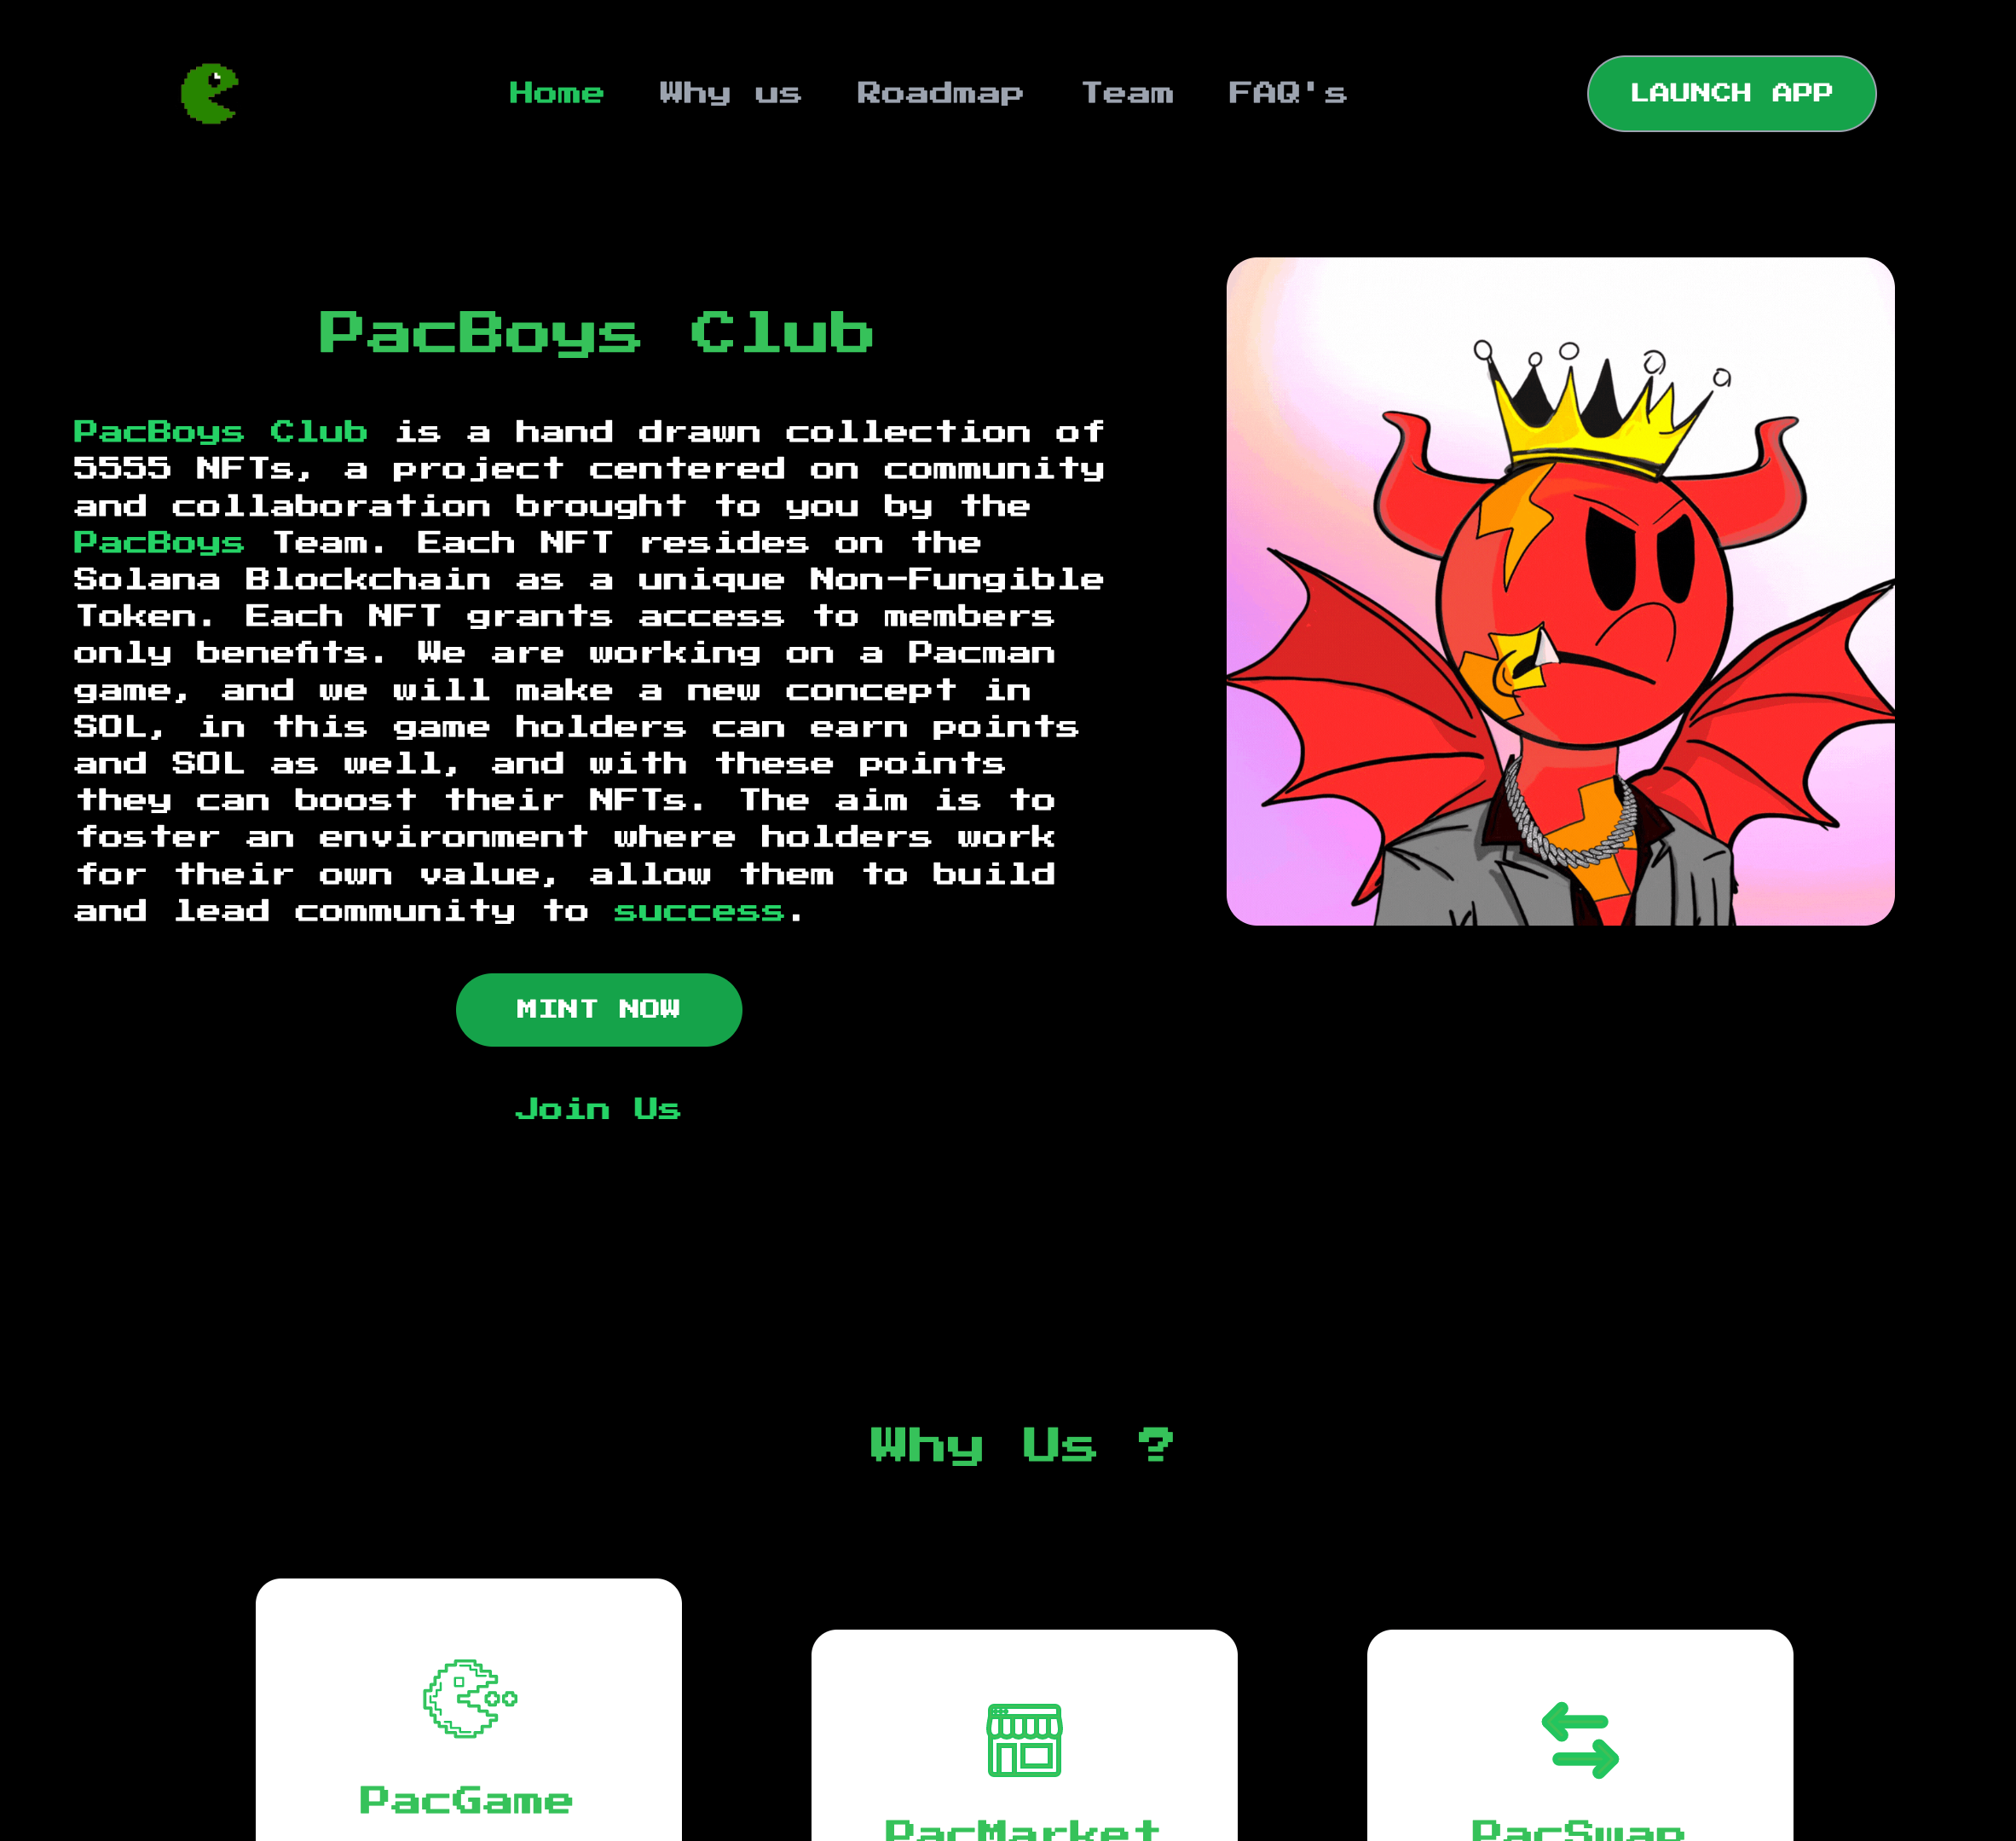 Home Why us Roadmap Team FAQ's LAUNCH APP
PacBoys Club
PacBoys Club is a hand drawn collection of
5555 NFTs, a project centered on community
and collaboration brought to you by the
PacBoys Team. Each NFT resides on the
Solana Blockchain as a unique Non-Fungible
Token. Each NFT grants access to members
only benefits. We are working on a Pacman
game, and we will make a new concept in
SOL, in this game holders can earn points
and SOL as well, and with these points
they can boost their NFTs. The aim is to
foster an environment where holders work
for their own value, allow them to build
and lead community to success.
MINT NOW
Join Us
Why Us ?
PacGame
PacMarket
PacSwap